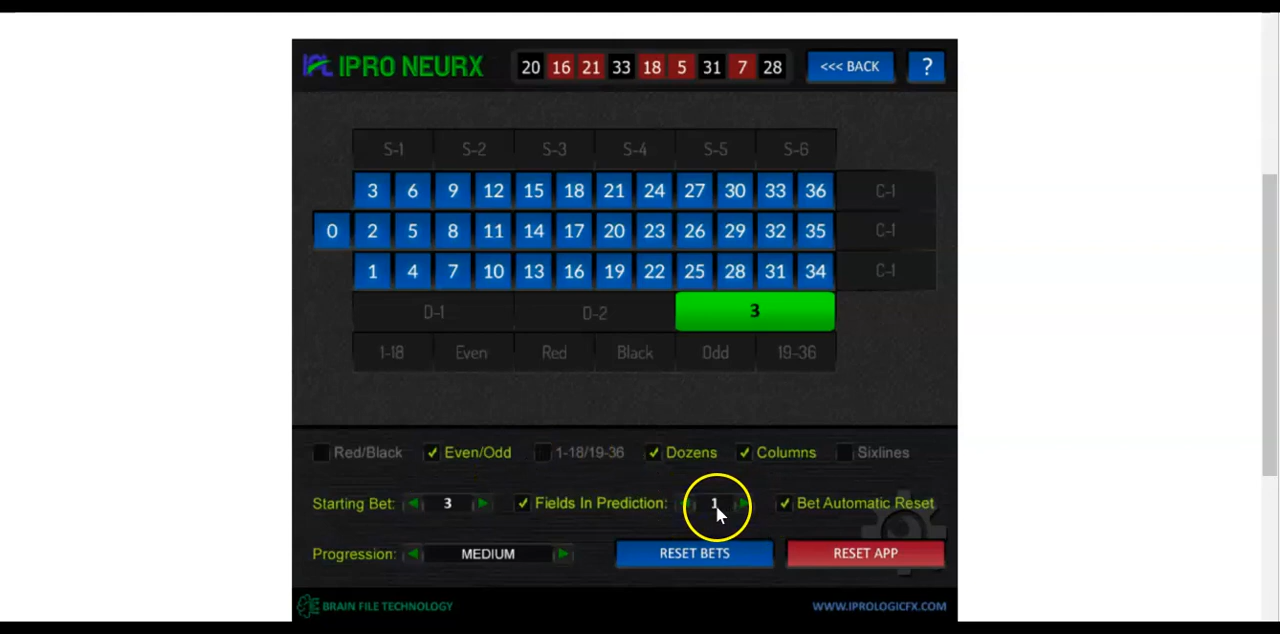 IPRO NEURX 20 16 21 33 18 5 31 7 28 <<< BACK ?
S-1 S-2 S-3 S-4 S-5 S-6
3 6 9 12 15 18 21 24 27 30 33 36 C-1
0 2 5 8 11 14 17 20 23 26 29 32 35 C-1
1 4 7 10 13 16 19 22 25 28 31 34 C-1
D-1 D-2 3
1-18 Even Red Black Odd 19-36
Red/Black Even/Odd 1-18/19-36 Dozens Columns Sixlines
Starting Bet: 3 Fields In Prediction: 1 Bet Automatic Reset
Progression: MEDIUM RESET BETS RESET APP
BRAIN FILE TECHNOLOGY WWW.IPROLOGICFX.COM